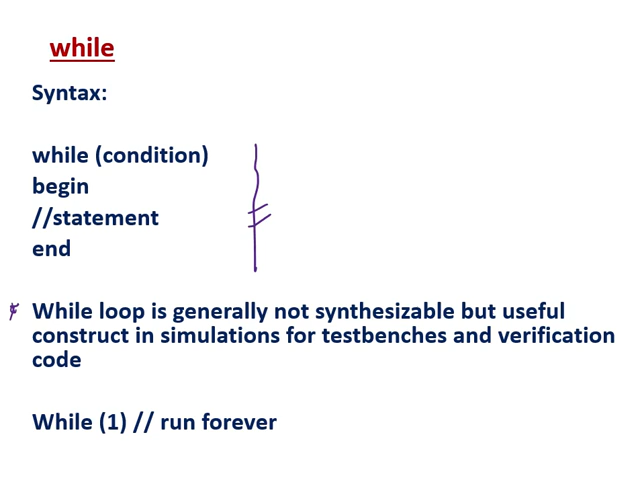 while
Syntax:
while (condition)
begin
//statement
end
While loop is generally not synthesizable but useful
construct in simulations for testbenches and verification
code
While (1) // run forever